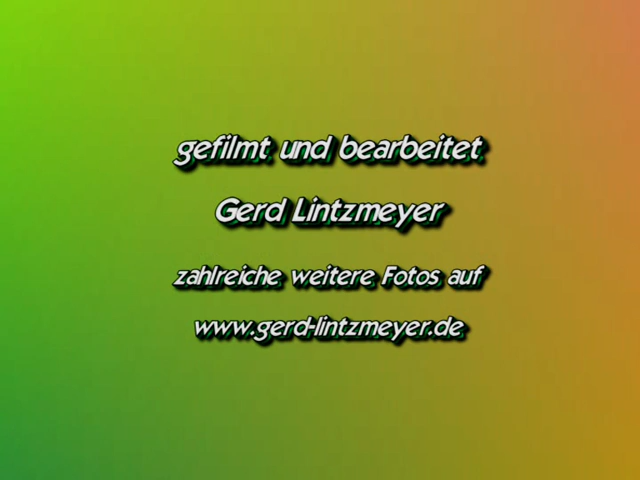 gefilmt und bearbeitet
Gerd Lintzmeyer
zahlreiche weitere Fotos auf
www.gerd-lintzmeyer.de